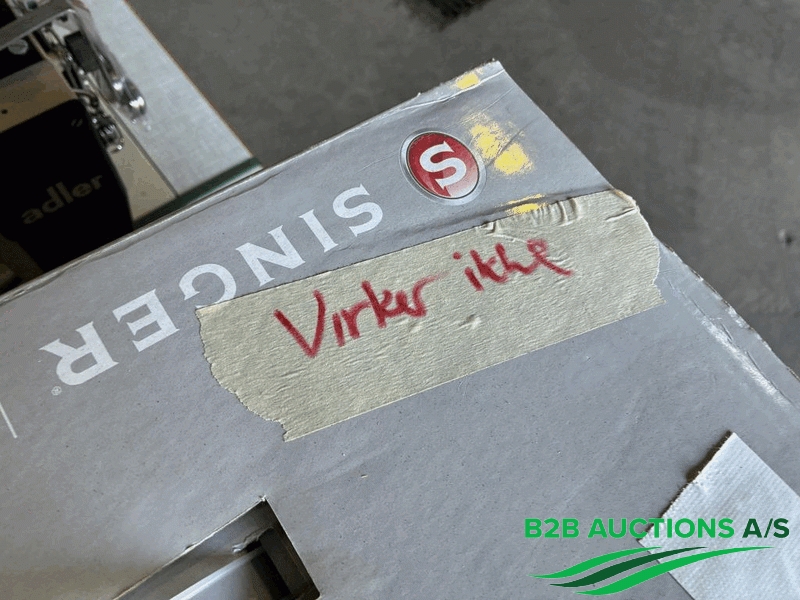 adler
S
SINGER®
Virker ikke
B2B AUCTIONS A/S